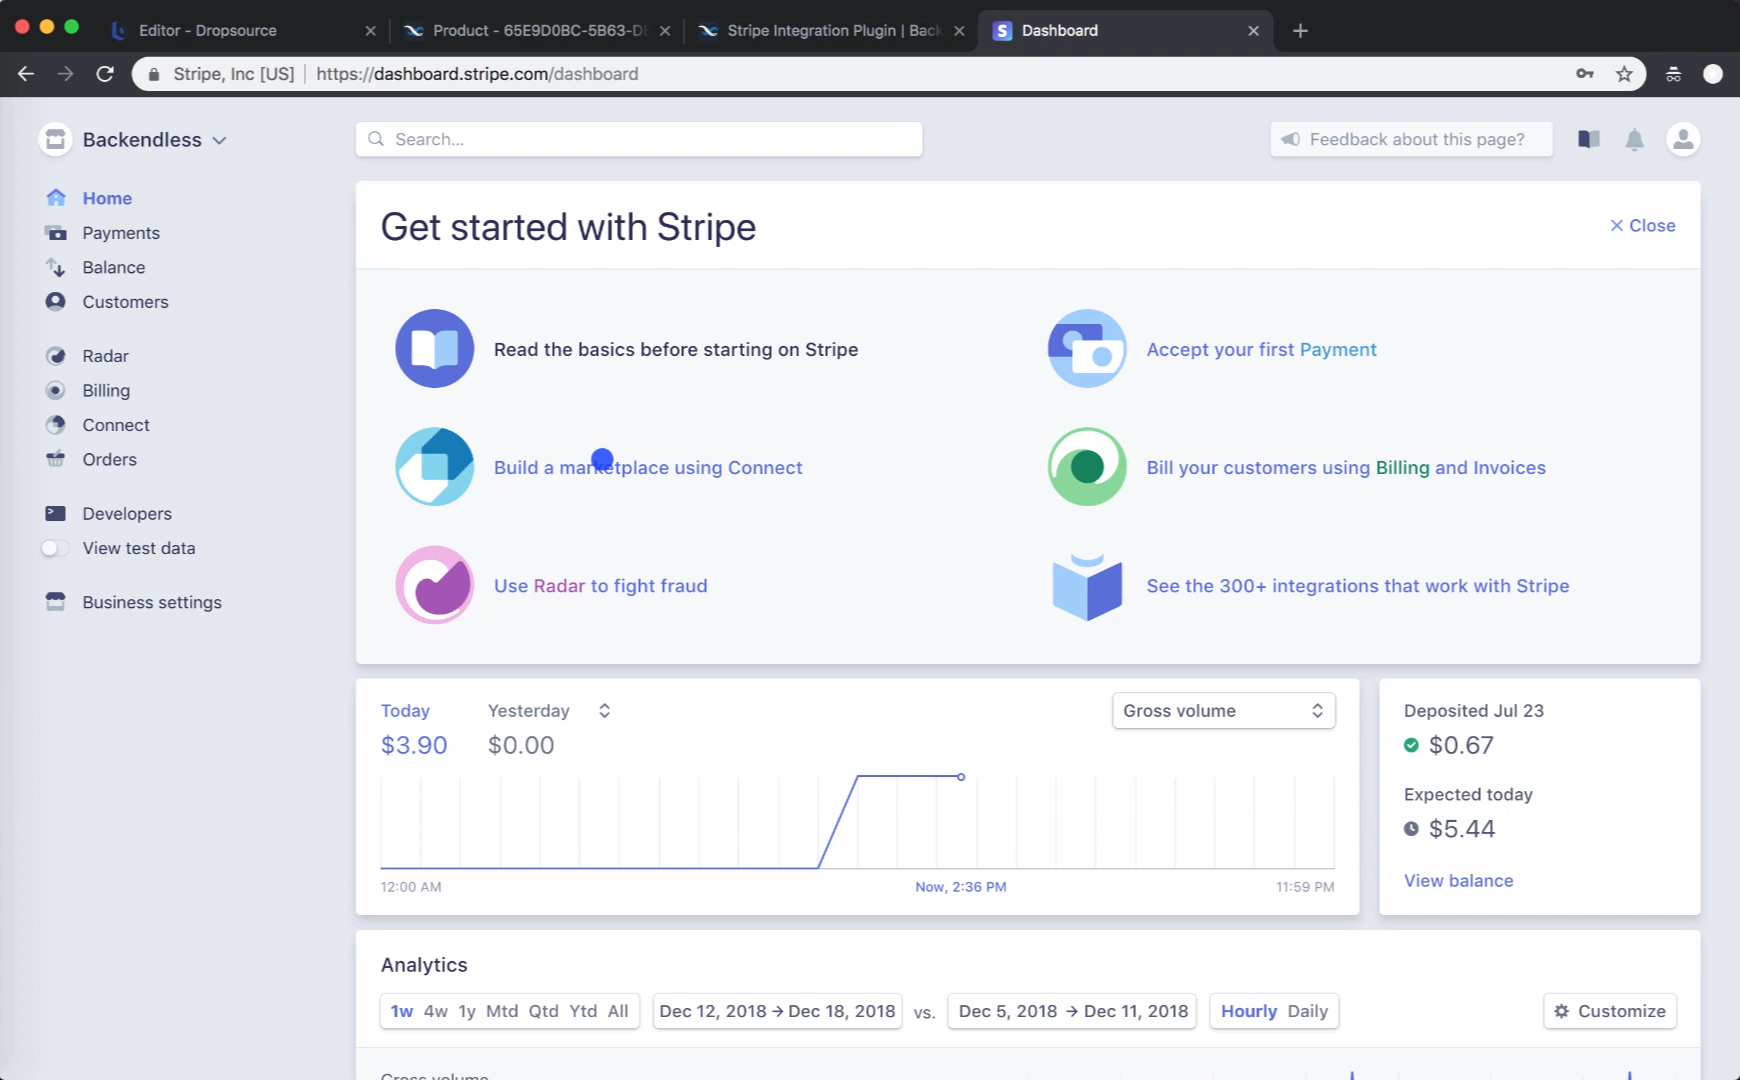 Editor - Dropsource
Product - 65E9D0BC-5B63-D
Stripe Integration Plugin | Back
Dashboard
Stripe, Inc [US]
https://dashboard.stripe.com/dashboard
Backendless
Search...
Feedback about this page?
Home
Payments
Balance
Customers
Radar
Billing
Connect
Orders
Developers
View test data
Business settings
Get started with Stripe
Close
Read the basics before starting on Stripe
Accept your first Payment
Build a marketplace using Connect
Bill your customers using Billing and Invoices
Use Radar to fight fraud
See the 300+ integrations that work with Stripe
Today
Yesterday
Gross volume
$3.90
$0.00
12:00 AM
Now, 2:36 PM
11:59 PM
Deposited Jul 23
$0.67
Expected today
$5.44
View balance
Analytics
1w 4w 1y Mtd Qtd Ytd All
Dec 12, 2018 → Dec 18, 2018
vs.
Dec 5, 2018 → Dec 11, 2018
Hourly Daily
Customize
Gross volume